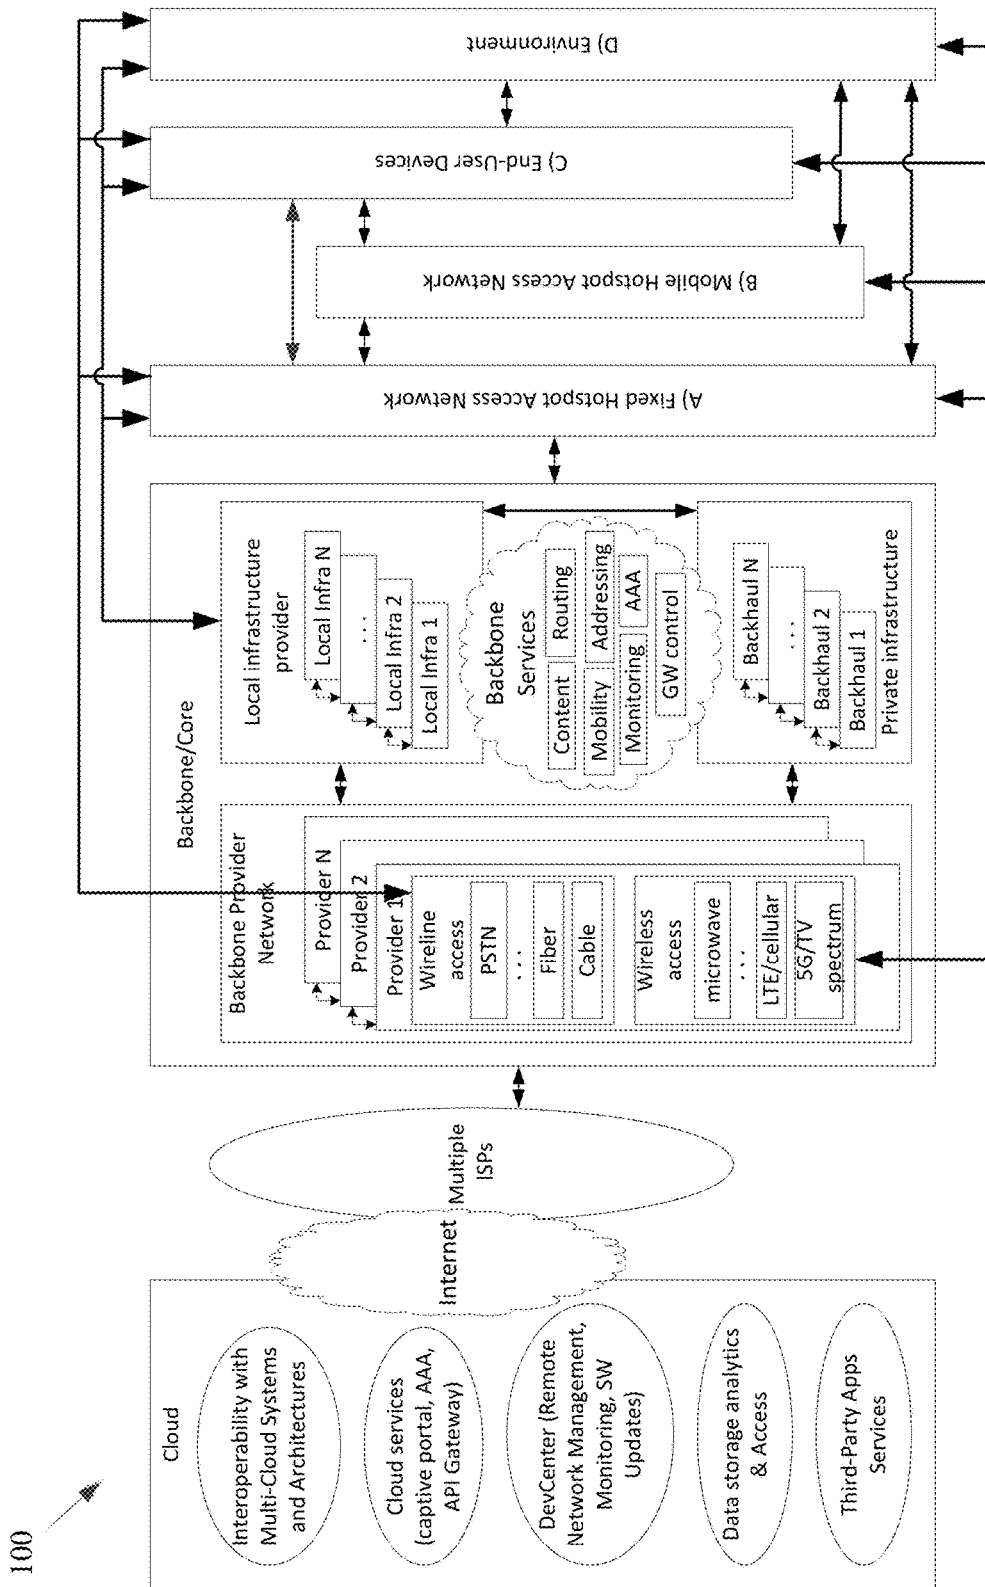 100
Cloud
Interoperability with
Multi-Cloud Systems
and Architectures
Cloud services
(captive portal, AAA,
API Gateway)
DevCenter (Remote
Network Management,
Monitoring, SW
Updates)
Data storage analytics
& Access
Third-Party Apps
Services
Internet
Multiple
ISPs
Backbone/Core
Backbone Provider
Network
Provider N
Provider 2
Provider 1
Wireline
access
PSTN
...
Fiber
Cable
Wireless
access
microwave
...
LTE/cellular
5G/TV
spectrum
Local infrastructure
provider
Local Infra N
...
Local Infra 2
Local Infra 1
Backbone
Services
Content
Routing
Mobility
Addressing
Monitoring
AAA
GW control
Backhaul N
...
Backhaul 2
Backhaul 1
Private infrastructure
A) Fixed Hotspot Access Network
B) Mobile Hotspot Access Network
C) End-User Devices
D) Environment